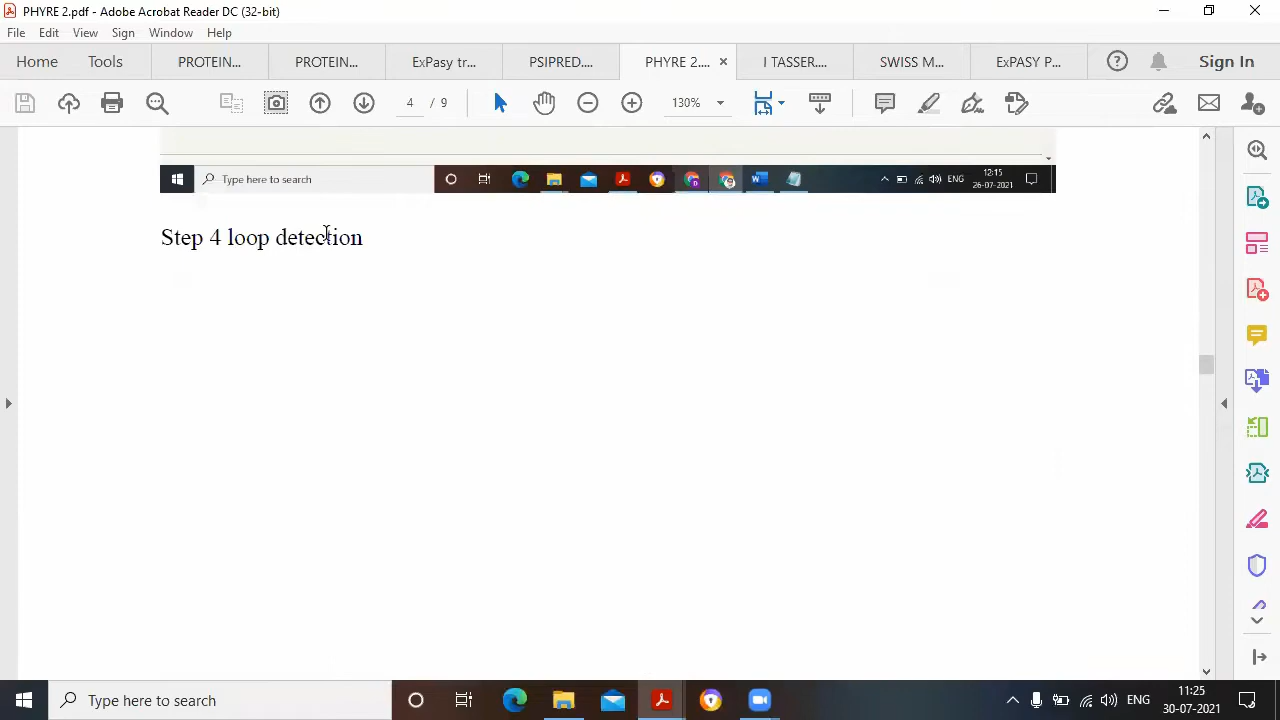 PHYRE 2.pdf - Adobe Acrobat Reader DC (32-bit)
File Edit View Sign Window Help
Home Tools PROTEIN... PROTEIN... ExPasy tr... PSIPRED.... PHYRE 2.... I TASSER.... SWISS M... ExPASY P... Sign In
4 / 9 130%
Type here to search ENG 12:15
26-07-2021
Step 4 loop detection
Type here to search ENG 11:25
30-07-2021